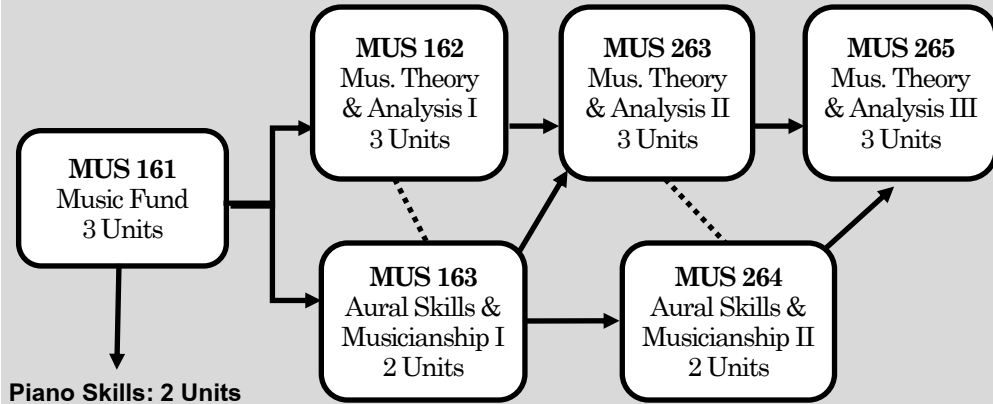 MUS 161
Music Fund
3 Units
MUS 162
Mus. Theory
& Analysis I
3 Units
MUS 263
Mus. Theory
& Analysis II
3 Units
MUS 265
Mus. Theory
& Analysis III
3 Units
MUS 163
Aural Skills &
Musicianship I
2 Units
MUS 264
Aural Skills &
Musicianship II
2 Units
Piano Skills: 2 Units